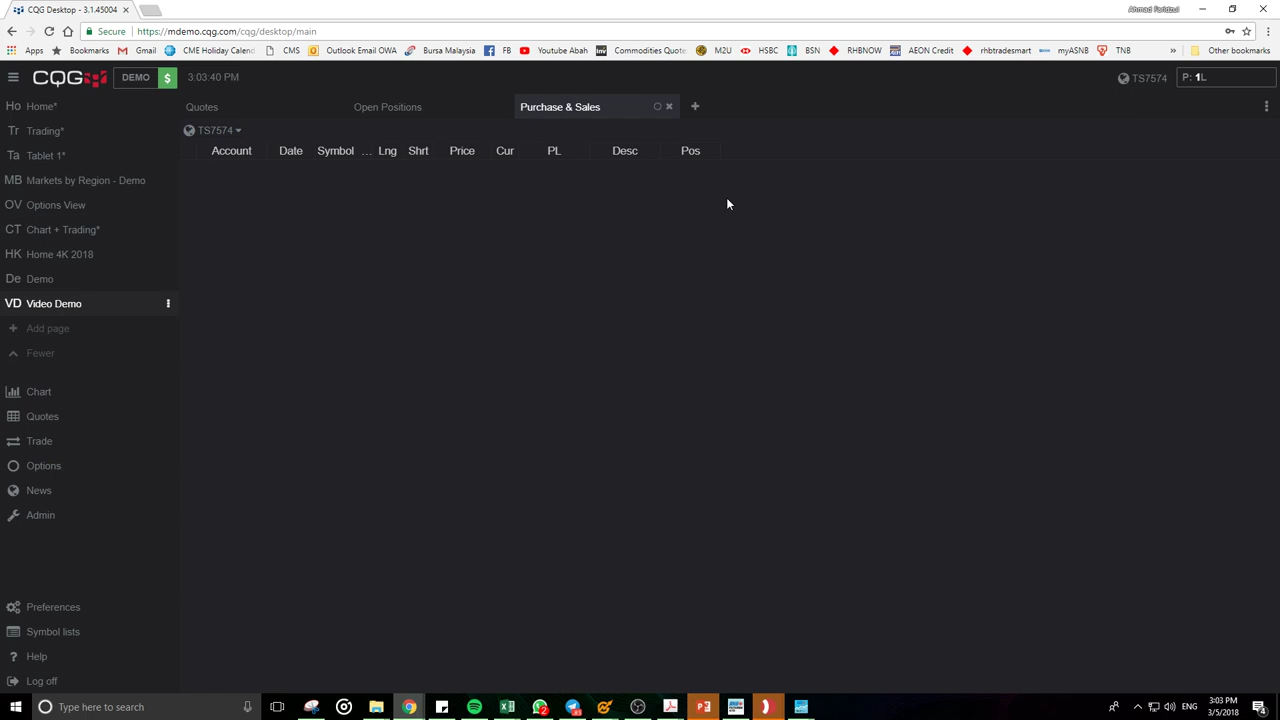 CQG Desktop - 3.1.45004
Ahmad Faridzul
Secure | https://mdemo.cqg.com/cqg/desktop/main
Apps Bookmarks Gmail CME Holiday Calend CMS Outlook Email OWA Bursa Malaysia FB Youtube Abah Commodities Quote M2U HSBC BSN RHBNOW AEON Credit rhbtradesmart myASNB TNB » Other bookmarks
CQG DEMO $ 3:03:40 PM TS7574 P: 1L
Quotes Open Positions Purchase & Sales
TS7574
Account Date Symbol ... Lng Shrt Price Cur PL Desc Pos
Ho Home*
Tr Trading*
Ta Tablet 1*
MB Markets by Region - Demo
OV Options View
CT Chart + Trading*
HK Home 4K 2018
De Demo
VD Video Demo
Add page
Fewer
Chart
Quotes
Trade
Options
News
Admin
Preferences
Symbol lists
Help
Log off
Type here to search
ENG
3:03 PM
3/5/2018